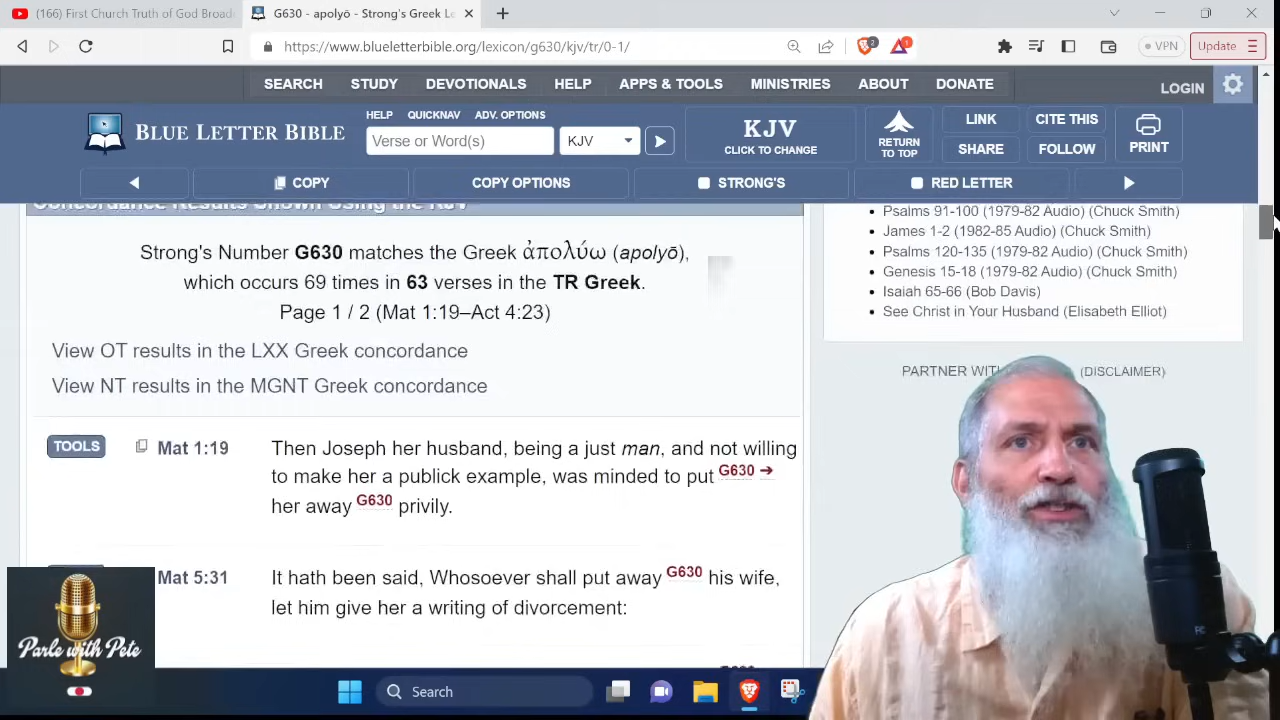 (166) First Church Truth of God Broad
G630 - apolyō - Strong's Greek Le
https://www.blueletterbible.org/lexicon/g630/kjv/tr/0-1/
2
1
VPN
Update
SEARCH STUDY DEVOTIONALS HELP APPS & TOOLS MINISTRIES ABOUT DONATE
LOGIN
BLUE LETTER BIBLE
HELP QUICKNAV ADV. OPTIONS
Verse or Word(s)
KJV
KJV
CLICK TO CHANGE
RETURN
TO TOP
LINK
CITE THIS
SHARE
FOLLOW
PRINT
COPY
COPY OPTIONS
STRONG'S
RED LETTER
Concordance Results Shown Using the KJV
Strong's Number G630 matches the Greek ἀπολύω (apolyō),
which occurs 69 times in 63 verses in the TR Greek.
Page 1 / 2 (Mat 1:19–Act 4:23)
View OT results in the LXX Greek concordance
View NT results in the MGNT Greek concordance
TOOLS
Mat 1:19
Then Joseph her husband, being a just man, and not willing
to make her a publick example, was minded to put G630 ➔
her away G630 privily.
Mat 5:31
It hath been said, Whosoever shall put away G630 his wife,
let him give her a writing of divorcement:
• Psalms 91-100 (1979-82 Audio) (Chuck Smith)
• James 1-2 (1982-85 Audio) (Chuck Smith)
• Psalms 120-135 (1979-82 Audio) (Chuck Smith)
• Genesis 15-18 (1979-82 Audio) (Chuck Smith)
• Isaiah 65-66 (Bob Davis)
• See Christ in Your Husband (Elisabeth Elliot)
PARTNER
(DISCLAIMER)
Parle with Pete
Search